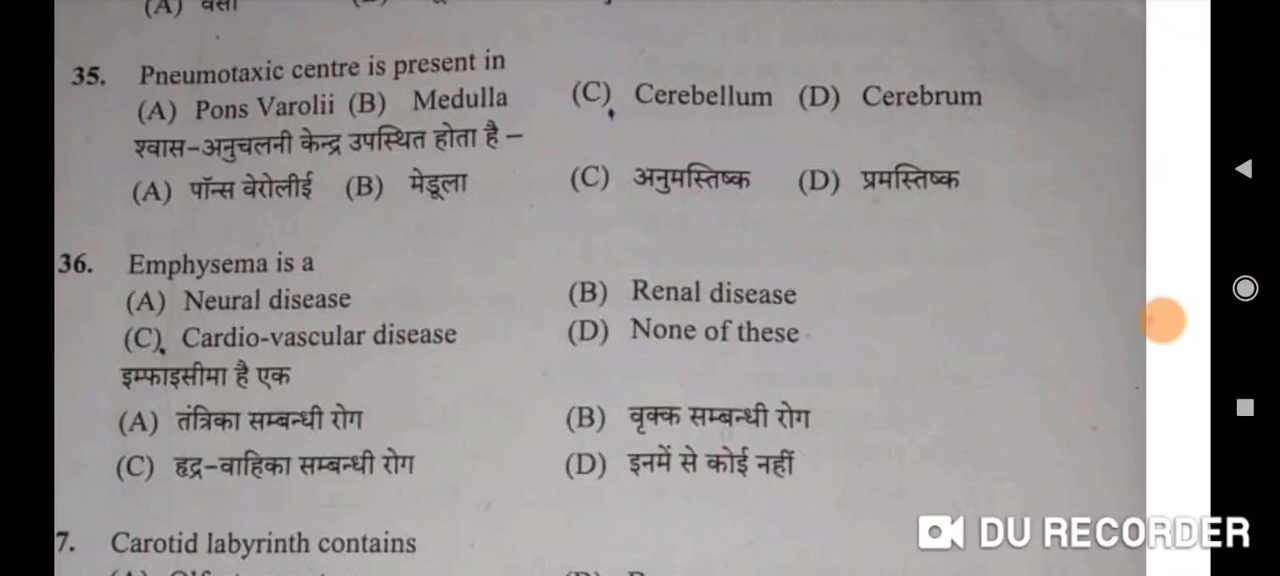 (A) वसा
35. Pneumotaxic centre is present in
(A) Pons Varolii (B) Medulla (C) Cerebellum (D) Cerebrum
श्वास-अनुचलनी केन्द्र उपस्थित होता है –
(A) पॉन्स वेरोलीई (B) मेडूला (C) अनुमस्तिष्क (D) प्रमस्तिष्क
36. Emphysema is a
(A) Neural disease (B) Renal disease
(C) Cardio-vascular disease (D) None of these
इम्फाइसीमा है एक
(A) तंत्रिका सम्बन्धी रोग (B) वृक्क सम्बन्धी रोग
(C) हृद्र-वाहिका सम्बन्धी रोग (D) इनमें से कोई नहीं
7. Carotid labyrinth contains
DU RECORDER